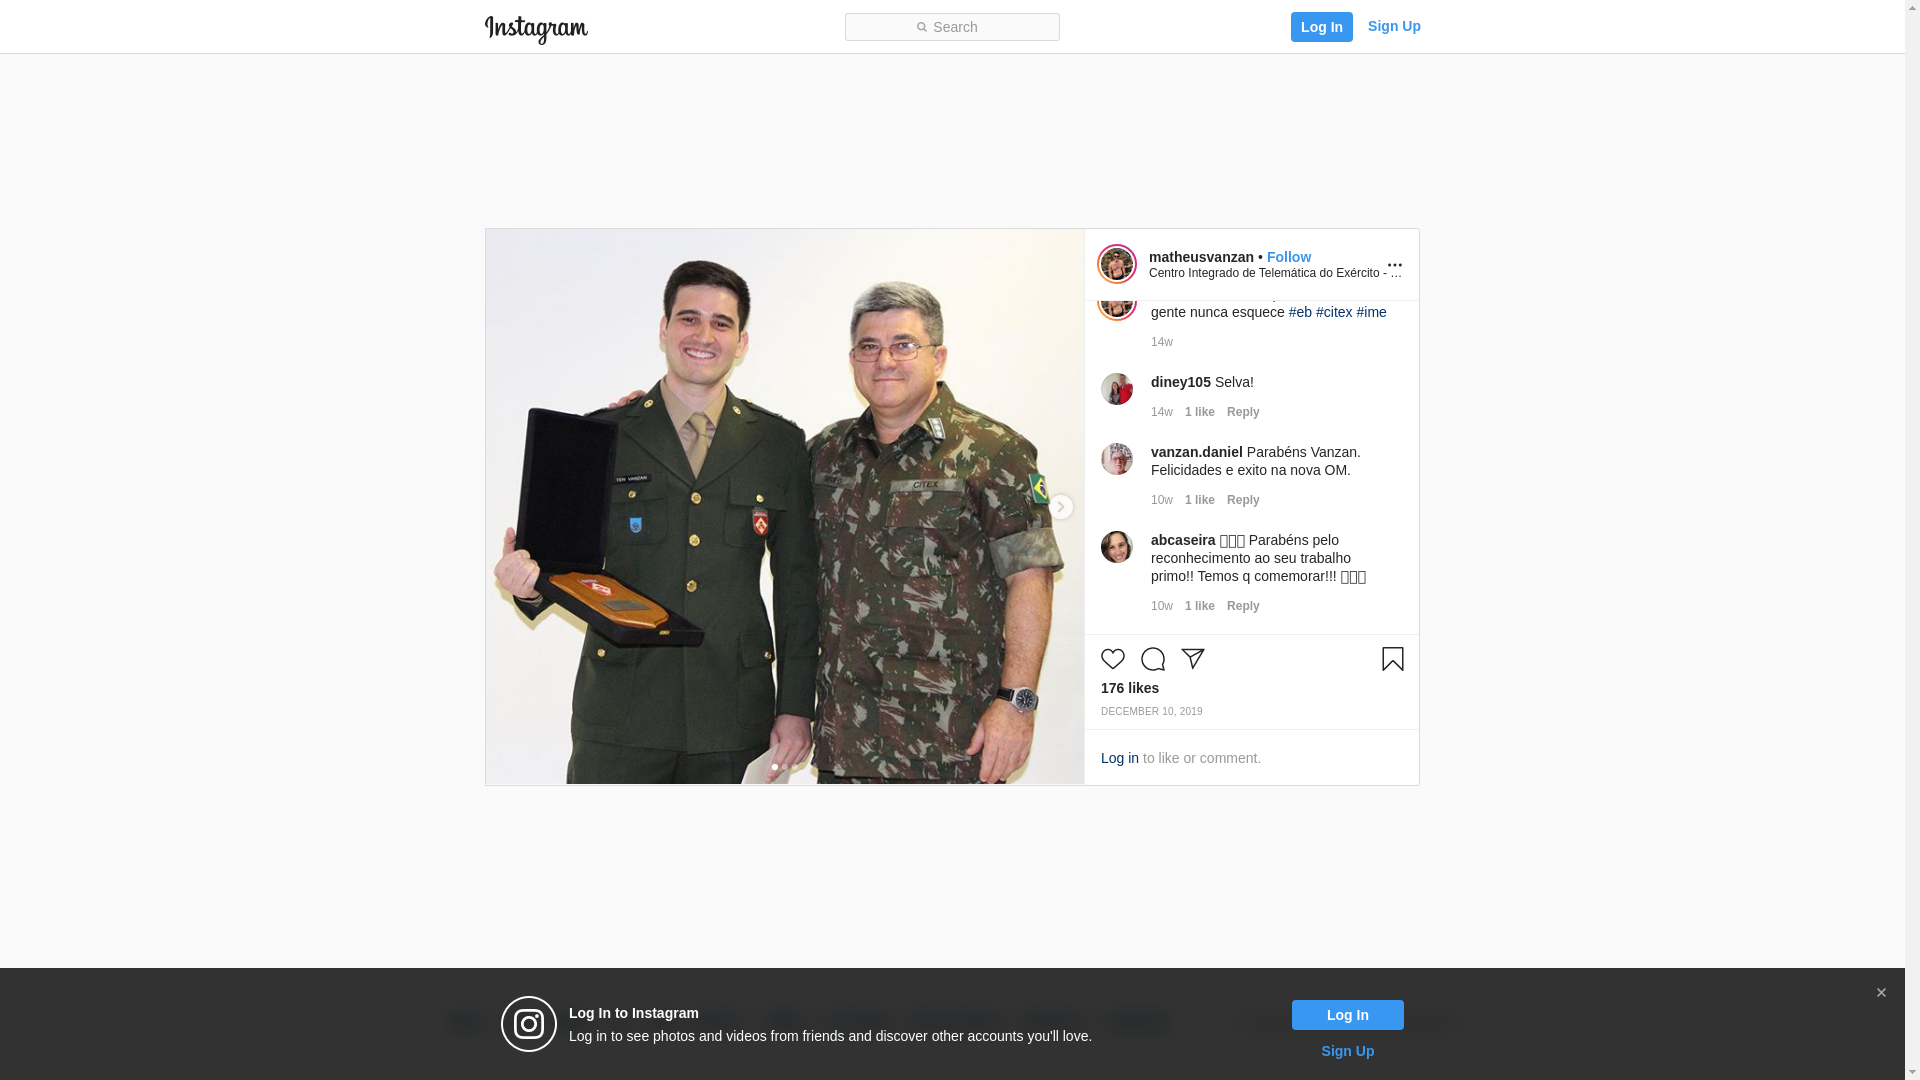 Instagram
Search
Log In
Sign Up
matheusvanzan • Follow
Centro Integrado de Telemática do Exército - …
gente nunca esquece #eb #citex #ime
14w
diney105 Selva!
14w 1 like Reply
vanzan.daniel Parabéns Vanzan.
Felicidades e exito na nova OM.
10w 1 like Reply
abcaseira Parabéns pelo
reconhecimento ao seu trabalho
primo!! Temos q comemorar!!!
10w 1 like Reply
TEN VANZAN
CITEX
176 likes
DECEMBER 10, 2019
Log in to like or comment.
Log In to Instagram
Log in to see photos and videos from friends and discover other accounts you'll love.
Log In
Sign Up